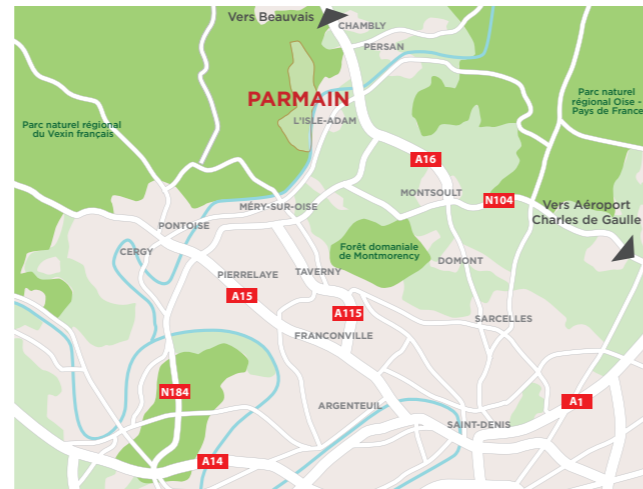 Vers Beauvais
CHAMBLY
PERSAN
PARMAIN
L'ISLE-ADAM
Parc naturel
régional Oise -
Pays de France
Parc naturel régional
du Vexin français
A16
MONTSOULT
N104
MÉRY-SUR-OISE
Vers Aéroport
Charles de Gaulle
PONTOISE
CERGY
Forêt domaniale
de Montmorency
DOMONT
PIERRELAYE
TAVERNY
A15
A115
SARCELLES
FRANCONVILLE
N184
ARGENTEUIL
A1
SAINT-DENIS
A14